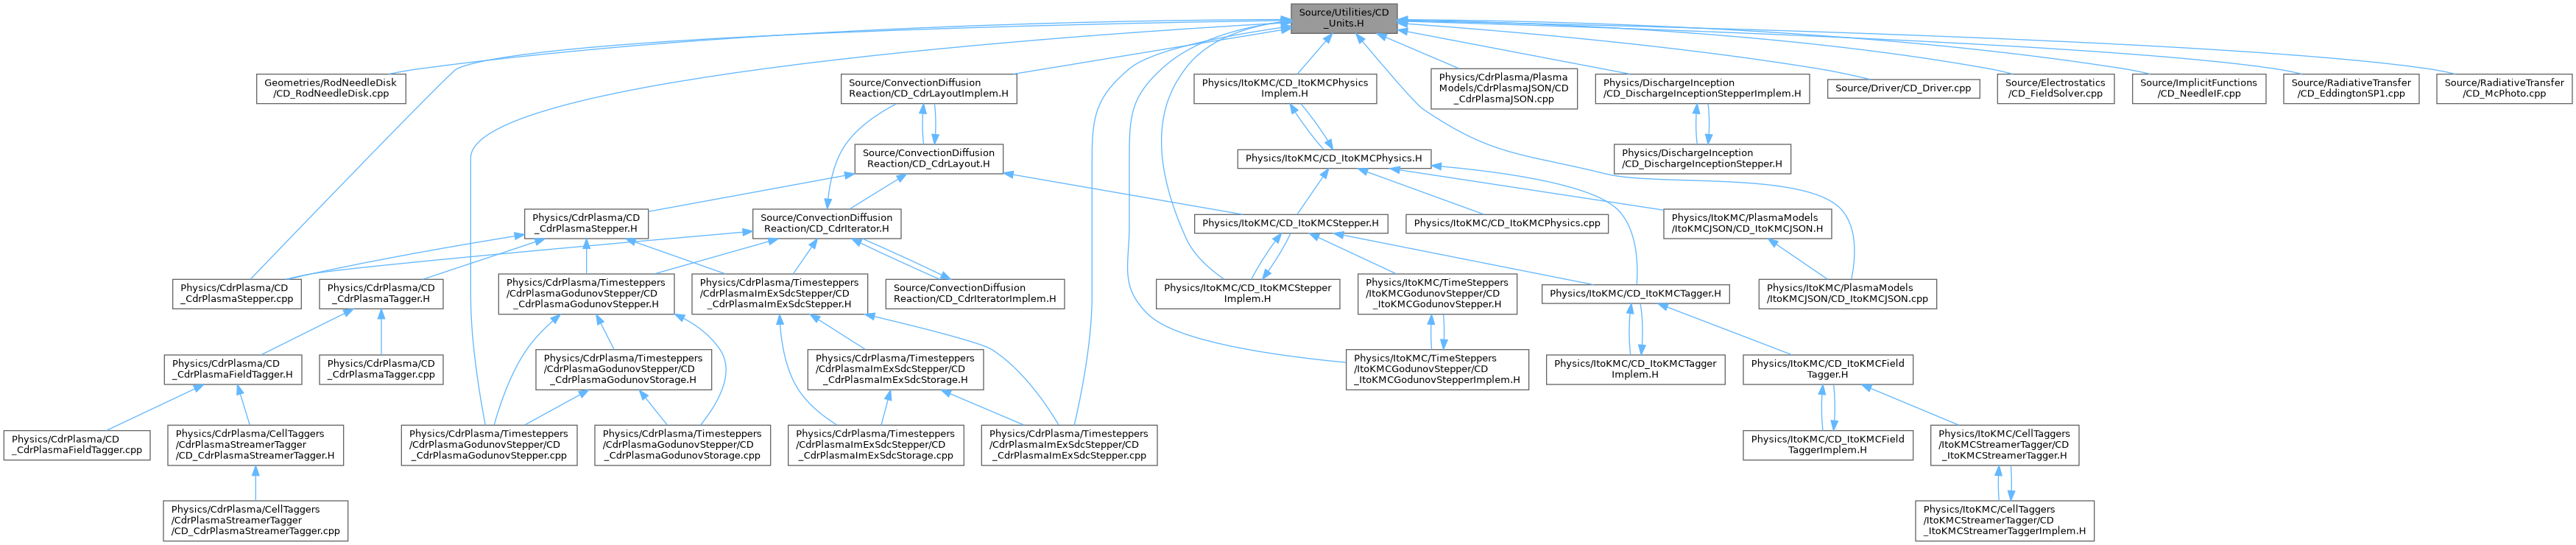 Source/Utilities/CD
_Units.H
Geometries/RodNeedleDisk
/CD_RodNeedleDisk.cpp
Source/ConvectionDiffusion
Reaction/CD_CdrLayoutImplem.H
Physics/ItoKMC/CD_ItoKMCPhysics
Implem.H
Physics/CdrPlasma/Plasma
Models/CdrPlasmaJSON/CD
_CdrPlasmaJSON.cpp
Physics/DischargeInception
/CD_DischargeInceptionStepperImplem.H
Source/Driver/CD_Driver.cpp
Source/Electrostatics
/CD_FieldSolver.cpp
Source/ImplicitFunctions
/CD_NeedleIF.cpp
Source/RadiativeTransfer
/CD_EddingtonSP1.cpp
Source/RadiativeTransfer
/CD_McPhoto.cpp
Source/ConvectionDiffusion
Reaction/CD_CdrLayout.H
Physics/ItoKMC/CD_ItoKMCPhysics.H
Physics/DischargeInception
/CD_DischargeInceptionStepper.H
Physics/CdrPlasma/CD
_CdrPlasmaStepper.H
Source/ConvectionDiffusion
Reaction/CD_CdrIterator.H
Physics/ItoKMC/CD_ItoKMCStepper.H
Physics/ItoKMC/CD_ItoKMCPhysics.cpp
Physics/ItoKMC/PlasmaModels
/ItoKMCJSON/CD_ItoKMCJSON.H
Physics/CdrPlasma/CD
_CdrPlasmaStepper.cpp
Physics/CdrPlasma/CD
_CdrPlasmaTagger.H
Physics/CdrPlasma/Timesteppers
/CdrPlasmaGodunovStepper/CD
_CdrPlasmaGodunovStepper.H
Physics/CdrPlasma/Timesteppers
/CdrPlasmaImExSdcStepper/CD
_CdrPlasmaImExSdcStepper.H
Source/ConvectionDiffusion
Reaction/CD_CdrIteratorImplem.H
Physics/ItoKMC/CD_ItoKMCStepper
Implem.H
Physics/ItoKMC/TimeSteppers
/ItoKMCGodunovStepper/CD
_ItoKMCGodunovStepper.H
Physics/ItoKMC/CD_ItoKMCTagger.H
Physics/ItoKMC/PlasmaModels
/ItoKMCJSON/CD_ItoKMCJSON.cpp
Physics/CdrPlasma/CD
_CdrPlasmaFieldTagger.H
Physics/CdrPlasma/CD
_CdrPlasmaTagger.cpp
Physics/CdrPlasma/Timesteppers
/CdrPlasmaGodunovStepper/CD
_CdrPlasmaGodunovStorage.H
Physics/CdrPlasma/Timesteppers
/CdrPlasmaImExSdcStepper/CD
_CdrPlasmaImExSdcStorage.H
Physics/ItoKMC/TimeSteppers
/ItoKMCGodunovStepper/CD
_ItoKMCGodunovStepperImplem.H
Physics/ItoKMC/CD_ItoKMCTagger
Implem.H
Physics/ItoKMC/CD_ItoKMCField
Tagger.H
Physics/CdrPlasma/CD
_CdrPlasmaFieldTagger.cpp
Physics/CdrPlasma/CellTaggers
/CdrPlasmaStreamerTagger
/CD_CdrPlasmaStreamerTagger.H
Physics/CdrPlasma/Timesteppers
/CdrPlasmaGodunovStepper/CD
_CdrPlasmaGodunovStepper.cpp
Physics/CdrPlasma/Timesteppers
/CdrPlasmaGodunovStepper/CD
_CdrPlasmaGodunovStorage.cpp
Physics/CdrPlasma/Timesteppers
/CdrPlasmaImExSdcStepper/CD
_CdrPlasmaImExSdcStorage.cpp
Physics/CdrPlasma/Timesteppers
/CdrPlasmaImExSdcStepper/CD
_CdrPlasmaImExSdcStepper.cpp
Physics/ItoKMC/CD_ItoKMCField
TaggerImplem.H
Physics/ItoKMC/CellTaggers
/ItoKMCStreamerTagger/CD
_ItoKMCStreamerTagger.H
Physics/CdrPlasma/CellTaggers
/CdrPlasmaStreamerTagger
/CD_CdrPlasmaStreamerTagger.cpp
Physics/ItoKMC/CellTaggers
/ItoKMCStreamerTagger/CD
_ItoKMCStreamerTaggerImplem.H